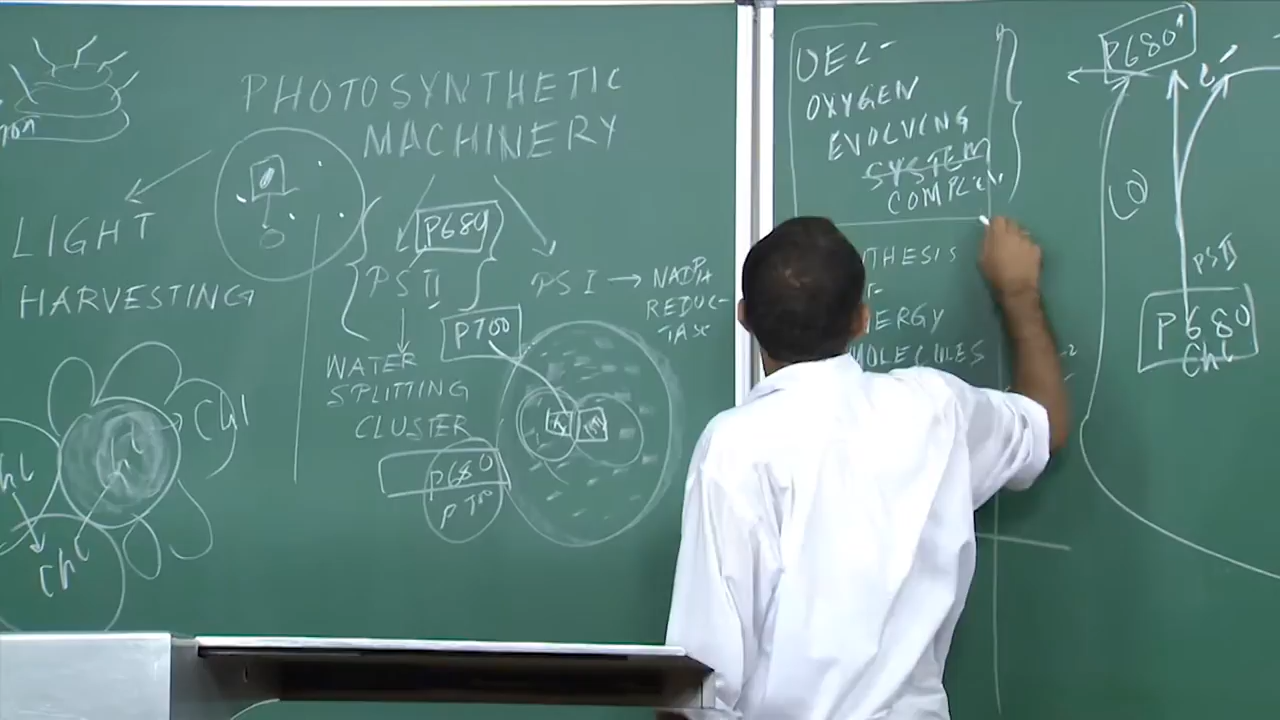 PHOTOSYNTHETIC
MACHINERY
LIGHT
HARVESTING
P680
PS II
PS I → NADPH
REDUC-
TASE
P700
WATER
SPLITTING
CLUSTER
P680
P700
Chl
Chl
Chl
OEC-
OXYGEN
EVOLVING
SYSTEM
COMPLEX
THESIS
ERGY
MOLECULES
P680
PS II
P680
Chl